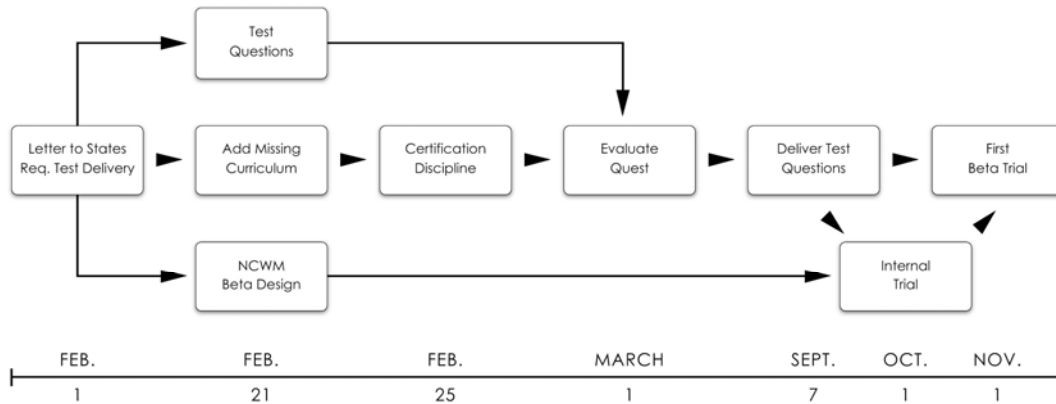 Test
Questions
Letter to States
Req. Test Delivery
Add Missing
Curriculum
Certification
Discipline
Evaluate
Quest
Deliver Test
Questions
First
Beta Trial
NCWM
Beta Design
Internal
Trial
FEB. FEB. FEB. MARCH SEPT. OCT. NOV.
1 21 25 1 7 1 1